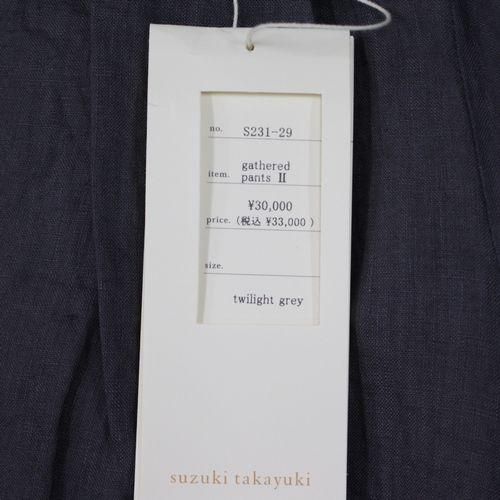 no. S231-29
gathered
item. pants Ⅱ
¥30,000
price. (税込 ¥33,000 )
size.
twilight grey
suzuki takayuki